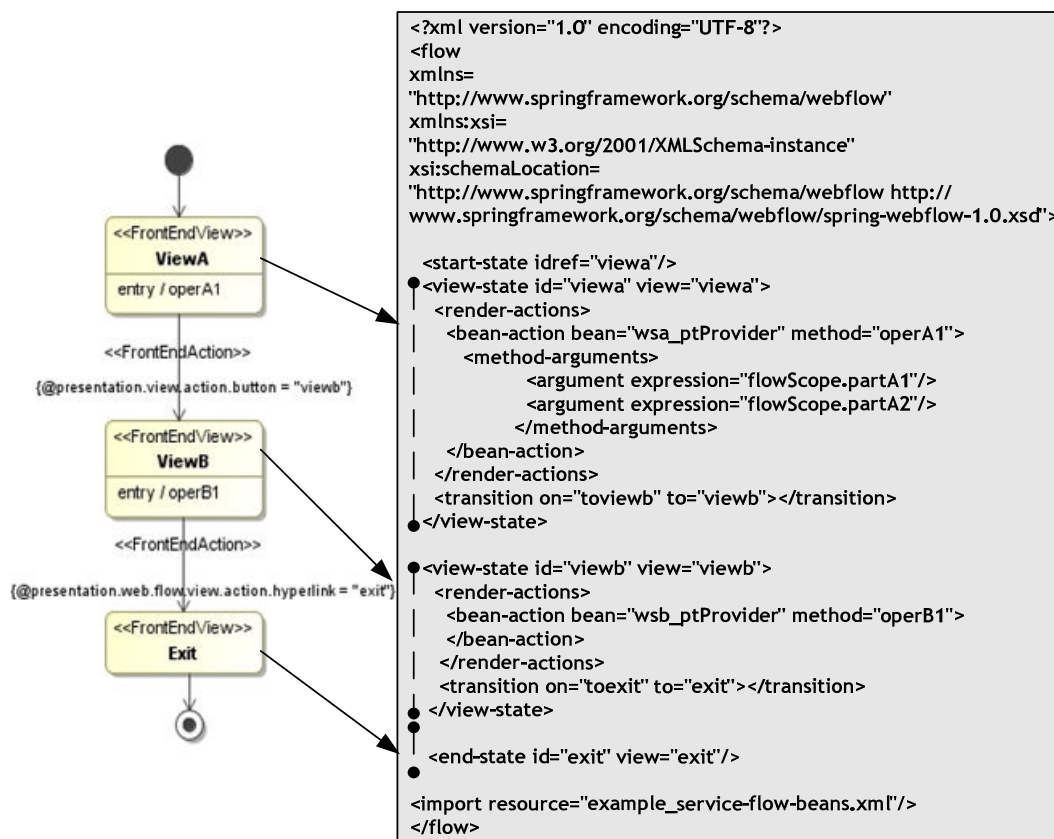 <<FrontEndView>>
ViewA
entry / operA1
<<FrontEndAction>>
{@presentation.view.action.button = "viewb"}
<<FrontEndView>>
ViewB
entry / operB1
<<FrontEndAction>>
{@presentation.web.flow.view.action.hyperlink = "exit"}
<<FrontEndView>>
Exit
<?xml version="1.0" encoding="UTF-8"?>
<flow
xmlns=
"http://www.springframework.org/schema/webflow"
xmlns:xsi=
"http://www.w3.org/2001/XMLSchema-instance"
xsi:schemaLocation=
"http://www.springframework.org/schema/webflow http://
www.springframework.org/schema/webflow/spring-webflow-1.0.xsd">
<start-state idref="viewa"/>
<view-state id="viewa" view="viewa">
<render-actions>
<bean-action bean="wsa_ptProvider" method="operA1">
<method-arguments>
<argument expression="flowScope.partA1"/>
<argument expression="flowScope.partA2"/>
</method-arguments>
</bean-action>
</render-actions>
<transition on="toviewb" to="viewb"></transition>
</view-state>
<view-state id="viewb" view="viewb">
<render-actions>
<bean-action bean="wsb_ptProvider" method="operB1">
</bean-action>
</render-actions>
<transition on="toexit" to="exit"></transition>
</view-state>
<end-state id="exit" view="exit"/>
<import resource="example_service-flow-beans.xml"/>
</flow>